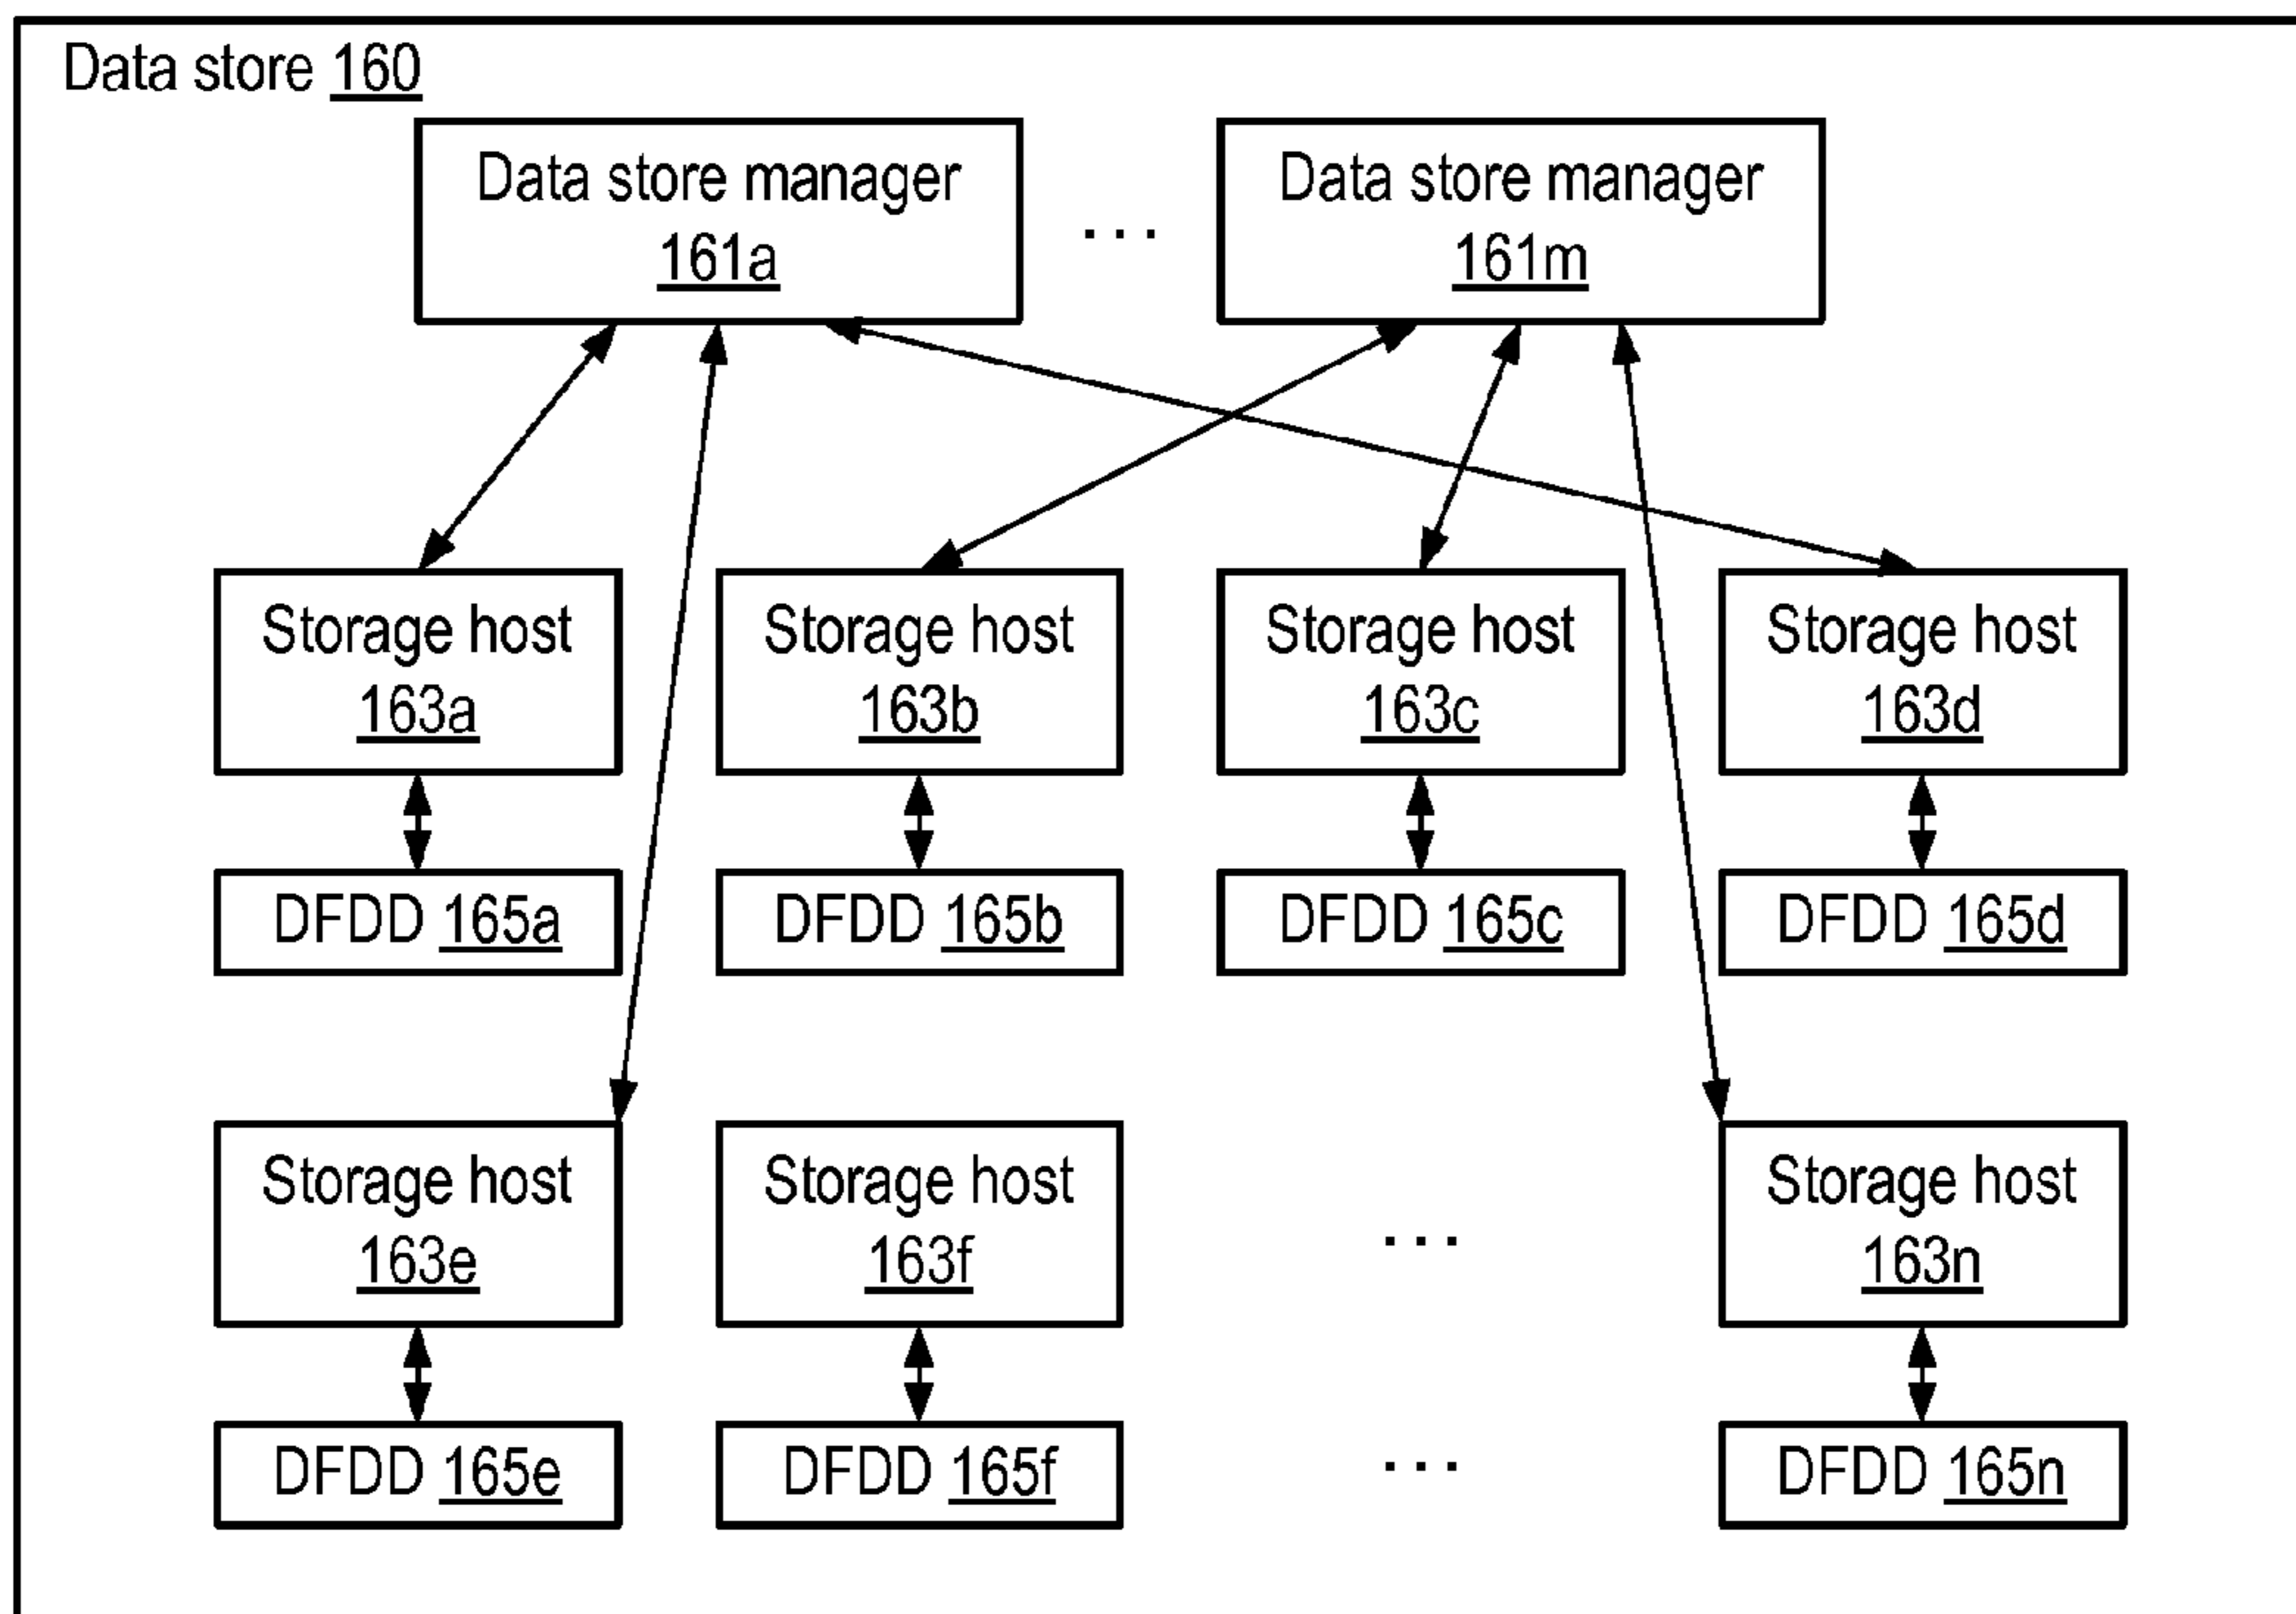 Data store 160
Data store manager
161a
...
Data store manager
161m
Storage host
163a
Storage host
163b
Storage host
163c
Storage host
163d
DFDD 165a
DFDD 165b
DFDD 165c
DFDD 165d
Storage host
163e
Storage host
163f
...
Storage host
163n
DFDD 165e
DFDD 165f
...
DFDD 165n